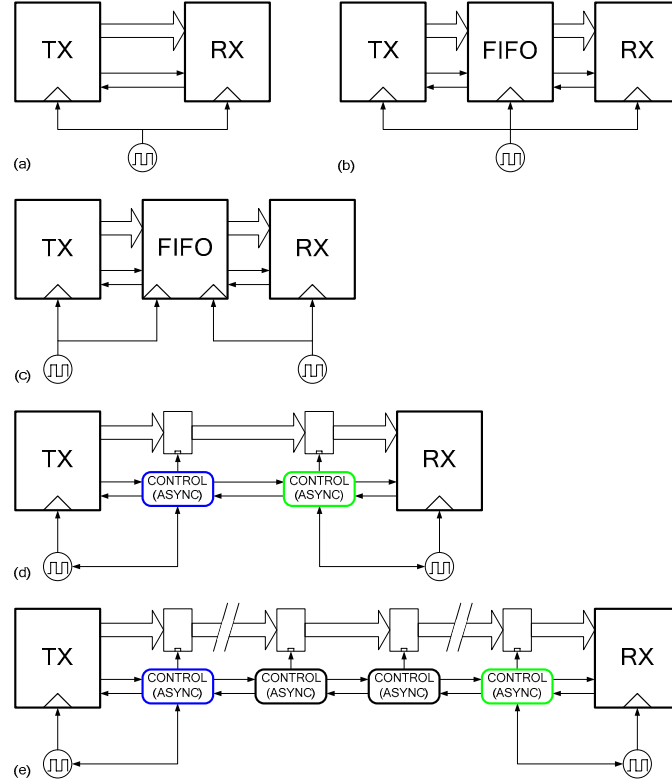 TX RX
(a)
TX FIFO RX
(b)
TX FIFO RX
(c)
TX RX
CONTROL CONTROL
(ASYNC) (ASYNC)
(d)
TX RX
CONTROL CONTROL CONTROL CONTROL
(ASYNC) (ASYNC) (ASYNC) (ASYNC)
(e)